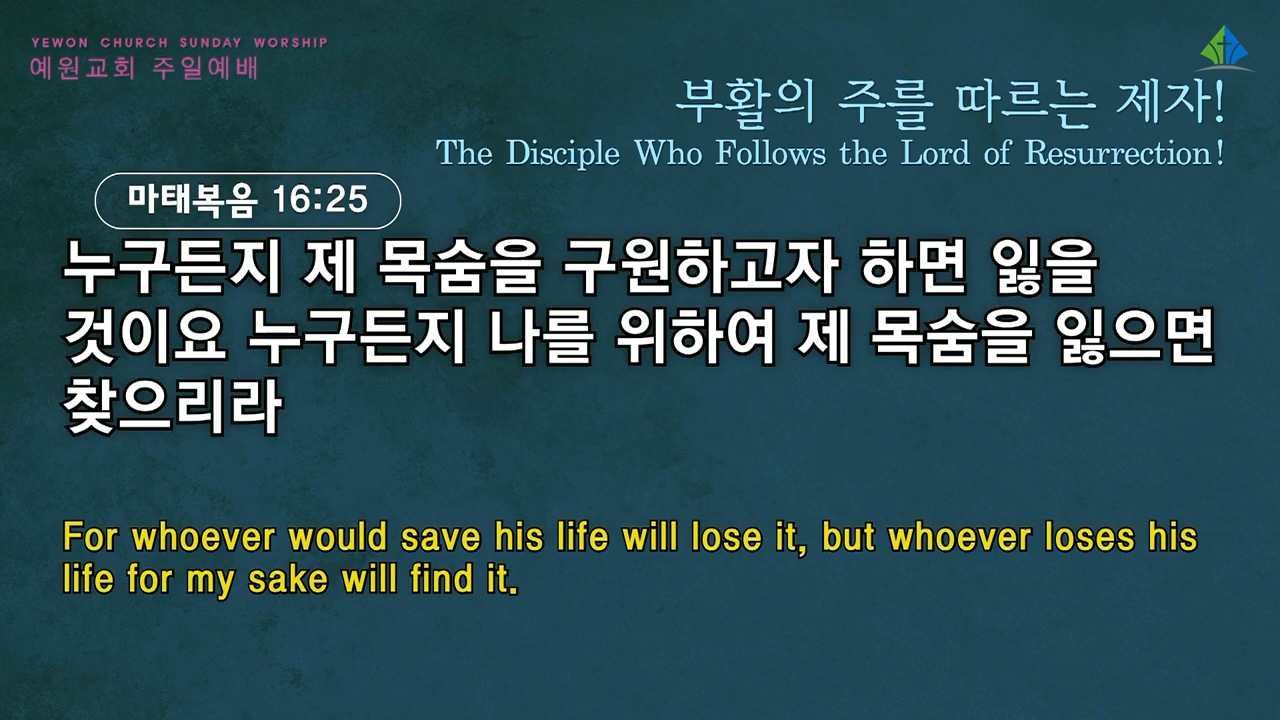 YEWON CHURCH SUNDAY WORSHIP
예원교회 주일예배
부활의 주를 따르는 제자!
The Disciple Who Follows the Lord of Resurrection!
마태복음 16:25
누구든지 제 목숨을 구원하고자 하면 잃을
것이요 누구든지 나를 위하여 제 목숨을 잃으면
찾으리라
For whoever would save his life will lose it, but whoever loses his
life for my sake will find it.